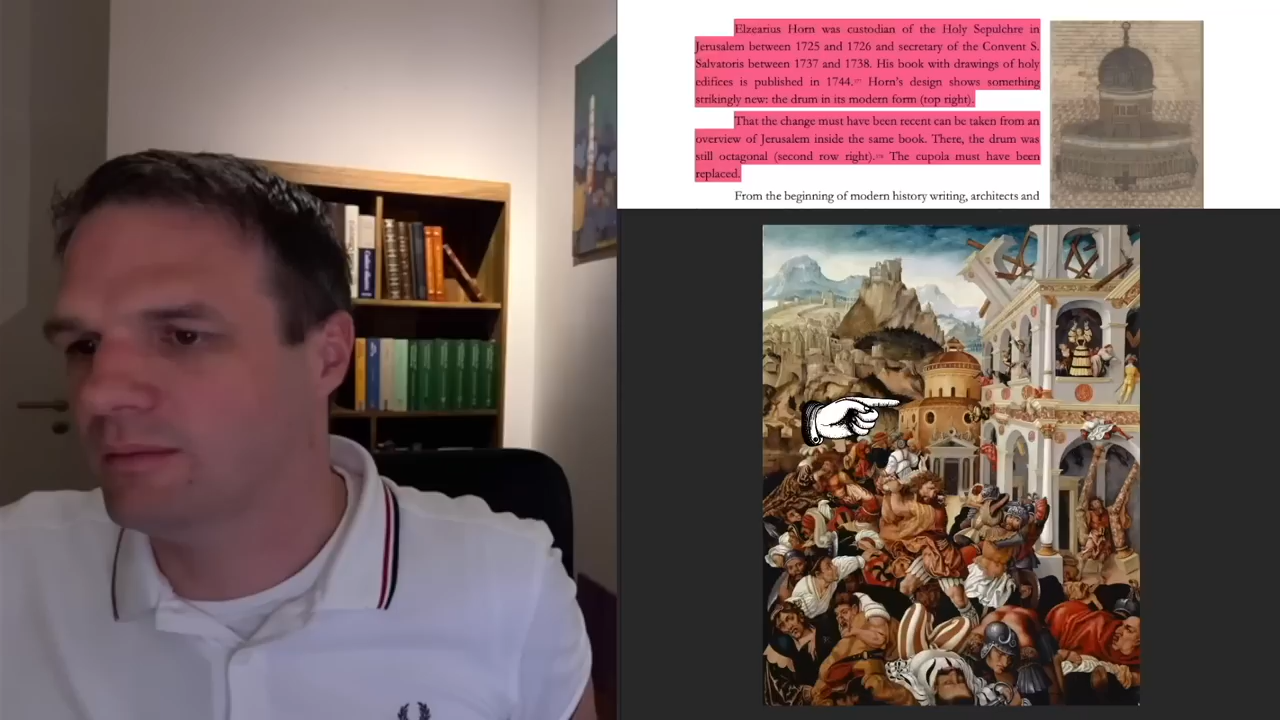 Elzearius Horn was custodian of the Holy Sepulchre in
Jerusalem between 1725 and 1726 and secretary of the Convent S.
Salvatoris between 1737 and 1738. His book with drawings of holy
edifices is published in 1744. Horn's design shows something
strikingly new: the drum in its modern form (top right).
That the change must have been recent can be taken from an
overview of Jerusalem inside the same book. There, the drum was
still octagonal (second row right). The cupola must have been
replaced.
From the beginning of modern history writing, architects and